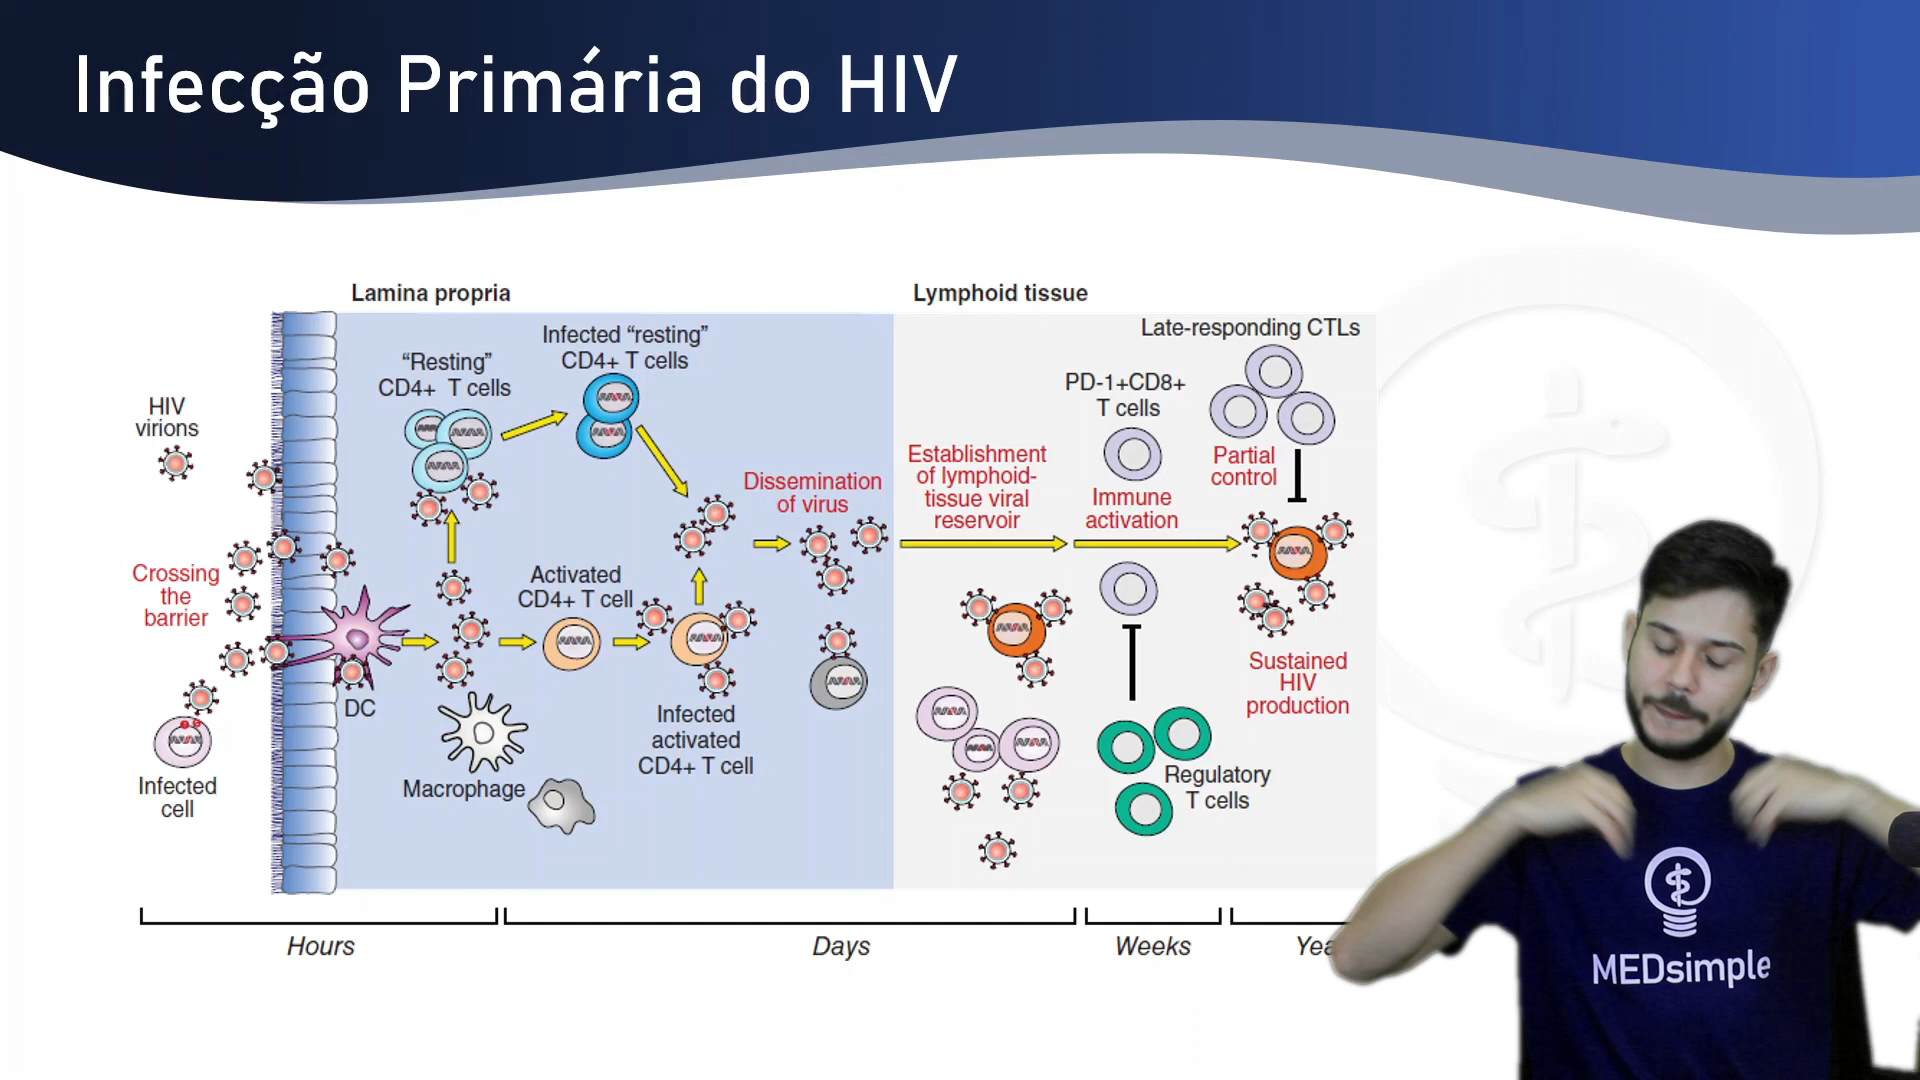 Infecção Primária do HIV
Lamina propria
Lymphoid tissue
HIV
virions
Crossing
the
barrier
Infected
cell
"Resting"
CD4+ T cells
Infected "resting"
CD4+ T cells
DC
Macrophage
Activated
CD4+ T cell
Infected
activated
CD4+ T cell
Dissemination
of virus
Establishment
of lymphoid-
tissue viral
reservoir
PD-1+CD8+
T cells
Immune
activation
Regulatory
T cells
Late-responding CTLs
Partial
control
Sustained
HIV
production
Hours
Days
Weeks
MEDsimple